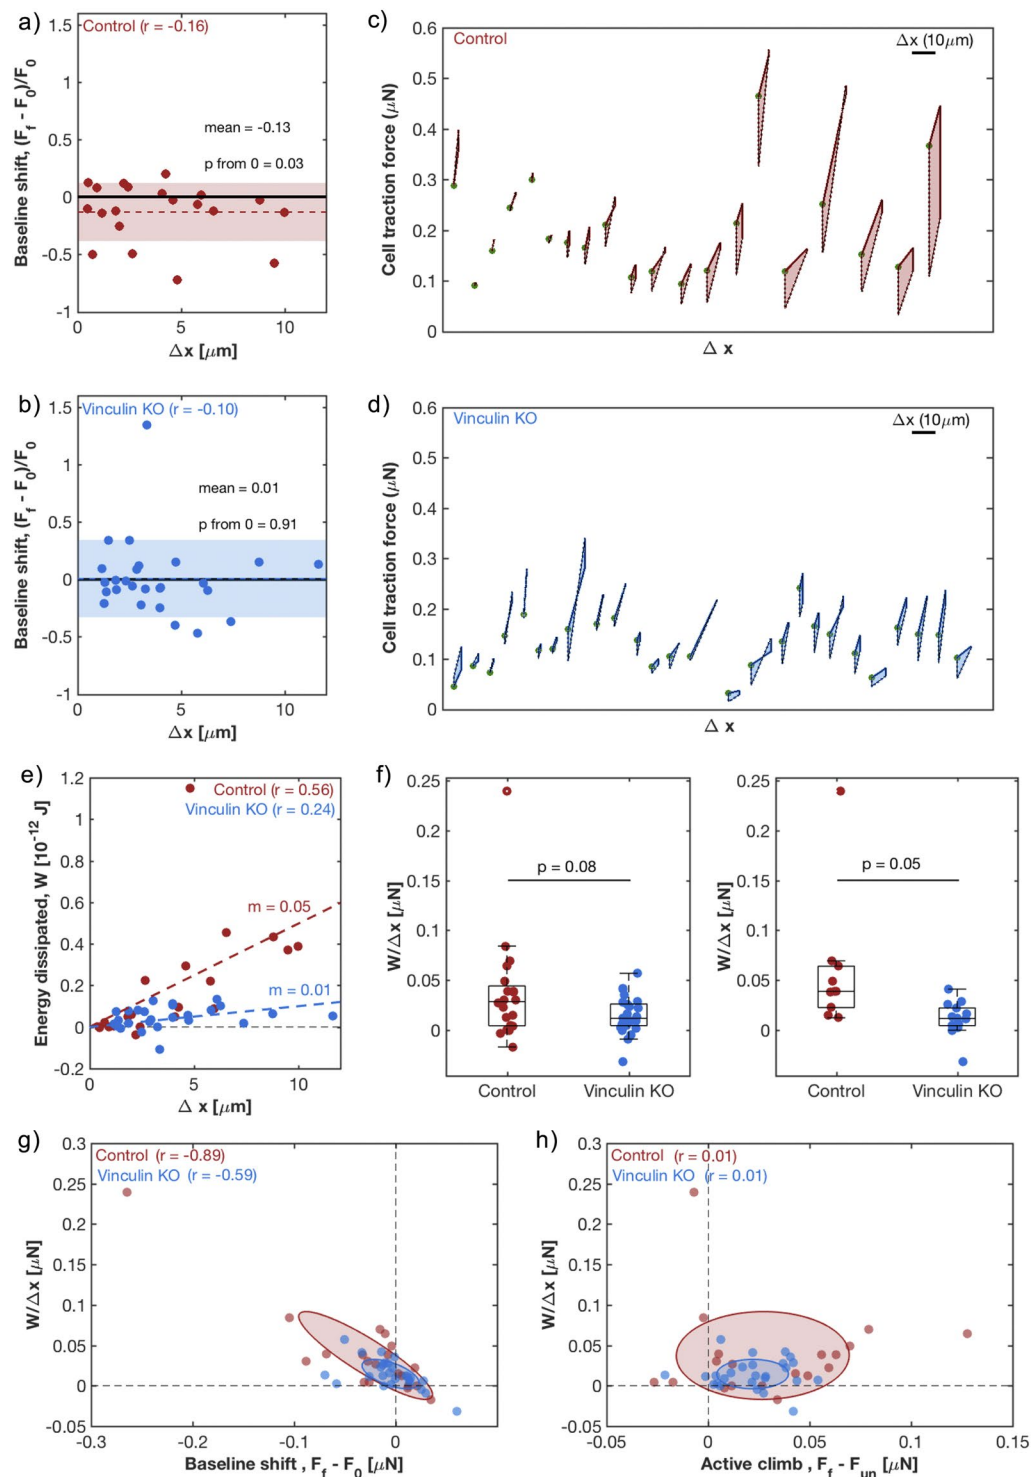 a)
Control (r = -0.16)
mean = -0.13
p from 0 = 0.03
1.5
1
0.5
0
-0.5
-1
Baseline shift, (F_f - F_0)/F_0
0
5
10
Δx [μm]
c)
Control
Δx (10μm)
0.6
0.5
0.4
0.3
0.2
0.1
0
Cell traction force (μN)
Δ x
b)
Vinculin KO (r = -0.10)
mean = 0.01
p from 0 = 0.91
1.5
1
0.5
0
-0.5
-1
Baseline shift, (F_f - F_0)/F_0
0
5
10
Δx [μm]
d)
Vinculin KO
Δx (10μm)
0.6
0.5
0.4
0.3
0.2
0.1
0
Cell traction force (μN)
Δ x
e)
Control (r = 0.56)
Vinculin KO (r = 0.24)
m = 0.05
m = 0.01
1.2
1
0.8
0.6
0.4
0.2
0
-0.2
Energy dissipated, W [10^-12 J]
0
5
10
Δ x [μm]
f)
0.25
0.2
0.15
0.1
0.05
0
W/Δx [μN]
p = 0.08
Control
Vinculin KO
0.25
0.2
0.15
0.1
0.05
0
W/Δx [μN]
p = 0.05
Control
Vinculin KO
g)
Control (r = -0.89)
Vinculin KO (r = -0.59)
0.3
0.25
0.2
0.15
0.1
0.05
0
-0.05
W/Δx [μN]
-0.3
-0.2
-0.1
0
Baseline shift , F_f - F_0 [μN]
h)
Control (r = 0.01)
Vinculin KO (r = 0.01)
0.3
0.25
0.2
0.15
0.1
0.05
0
-0.05
W/Δx [μN]
-0.05
0
0.05
0.1
0.15
Active climb , F_f - F_un [μN]